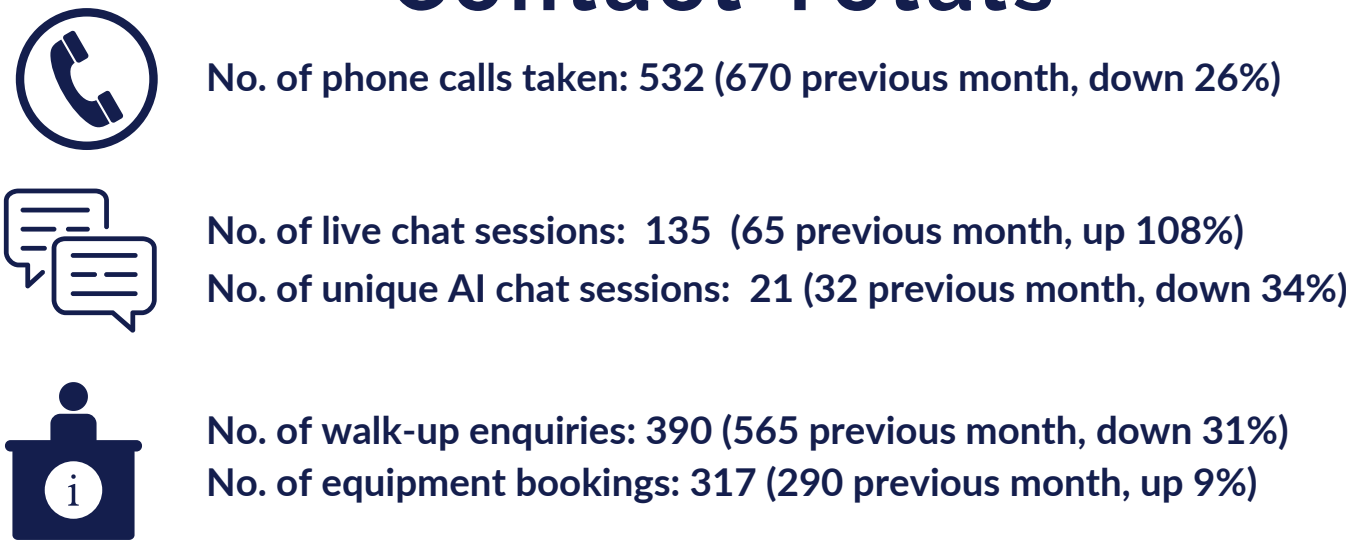 Contact Totals
No. of phone calls taken: 532 (670 previous month, down 26%)
No. of live chat sessions: 135 (65 previous month, up 108%)
No. of unique AI chat sessions: 21 (32 previous month, down 34%)
No. of walk-up enquiries: 390 (565 previous month, down 31%)
No. of equipment bookings: 317 (290 previous month, up 9%)
i